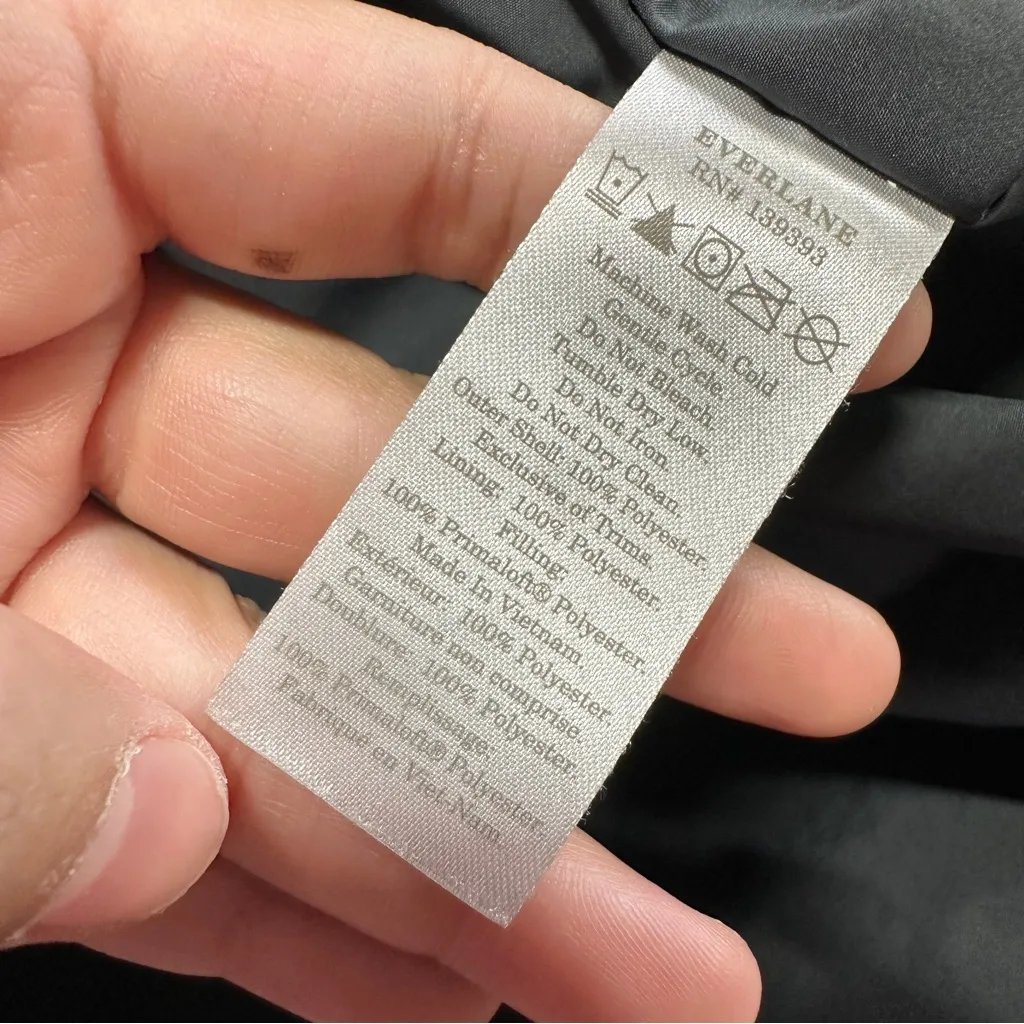 EVERLANE
RN# 139393
Machine Wash Cold
Gentle Cycle.
Do Not Bleach.
Tumble Dry Low.
Do Not Iron.
Do Not Dry Clean.
Outer Shell: 100% Polyester.
Exclusive of Trims.
Lining: 100% Polyester.
Filling:
100% Primaloft® Polyester.
Made In Vietnam.
Extérieur: 100% Polyester
Garniture non comprise.
Doublure: 100% Polyester.
Remplissage.
100% Primaloft® Polyester.
Fabrique en Viet-Nam.